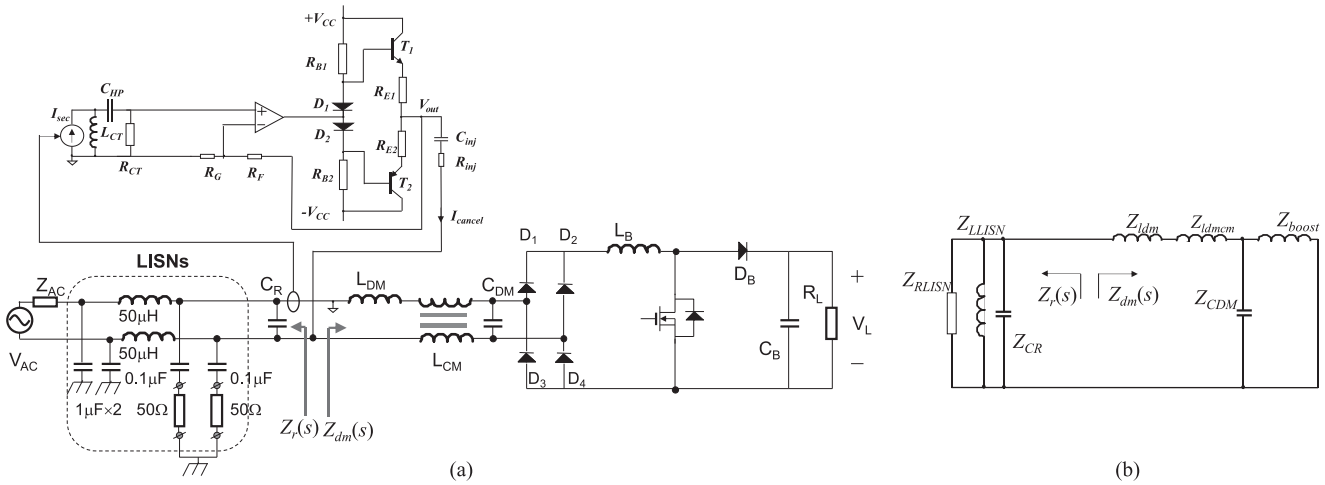 +V_CC
T_1
R_B1
C_HP
R_E1
V_out
I_sec
D_1
C_inj
L_CT
D_2
R_E2
R_inj
R_CT
R_G
R_F
R_B2
T_2
-V_CC
I_cancel
D_1
D_2
L_B
LISNs
Z_AC
C_R
L_DM
C_DM
D_B
R_L
+
50μH
V_L
50μH
C_B
V_AC
L_CM
−
0.1μF
0.1μF
D_3
D_4
1μF×2
50Ω
50Ω
Z_r(s)
Z_dm(s)
(a)
Z_LLISN
Z_ldm
Z_ldmcm
Z_boost
Z_RLISN
Z_r(s)
Z_dm(s)
Z_CDM
Z_CR
(b)